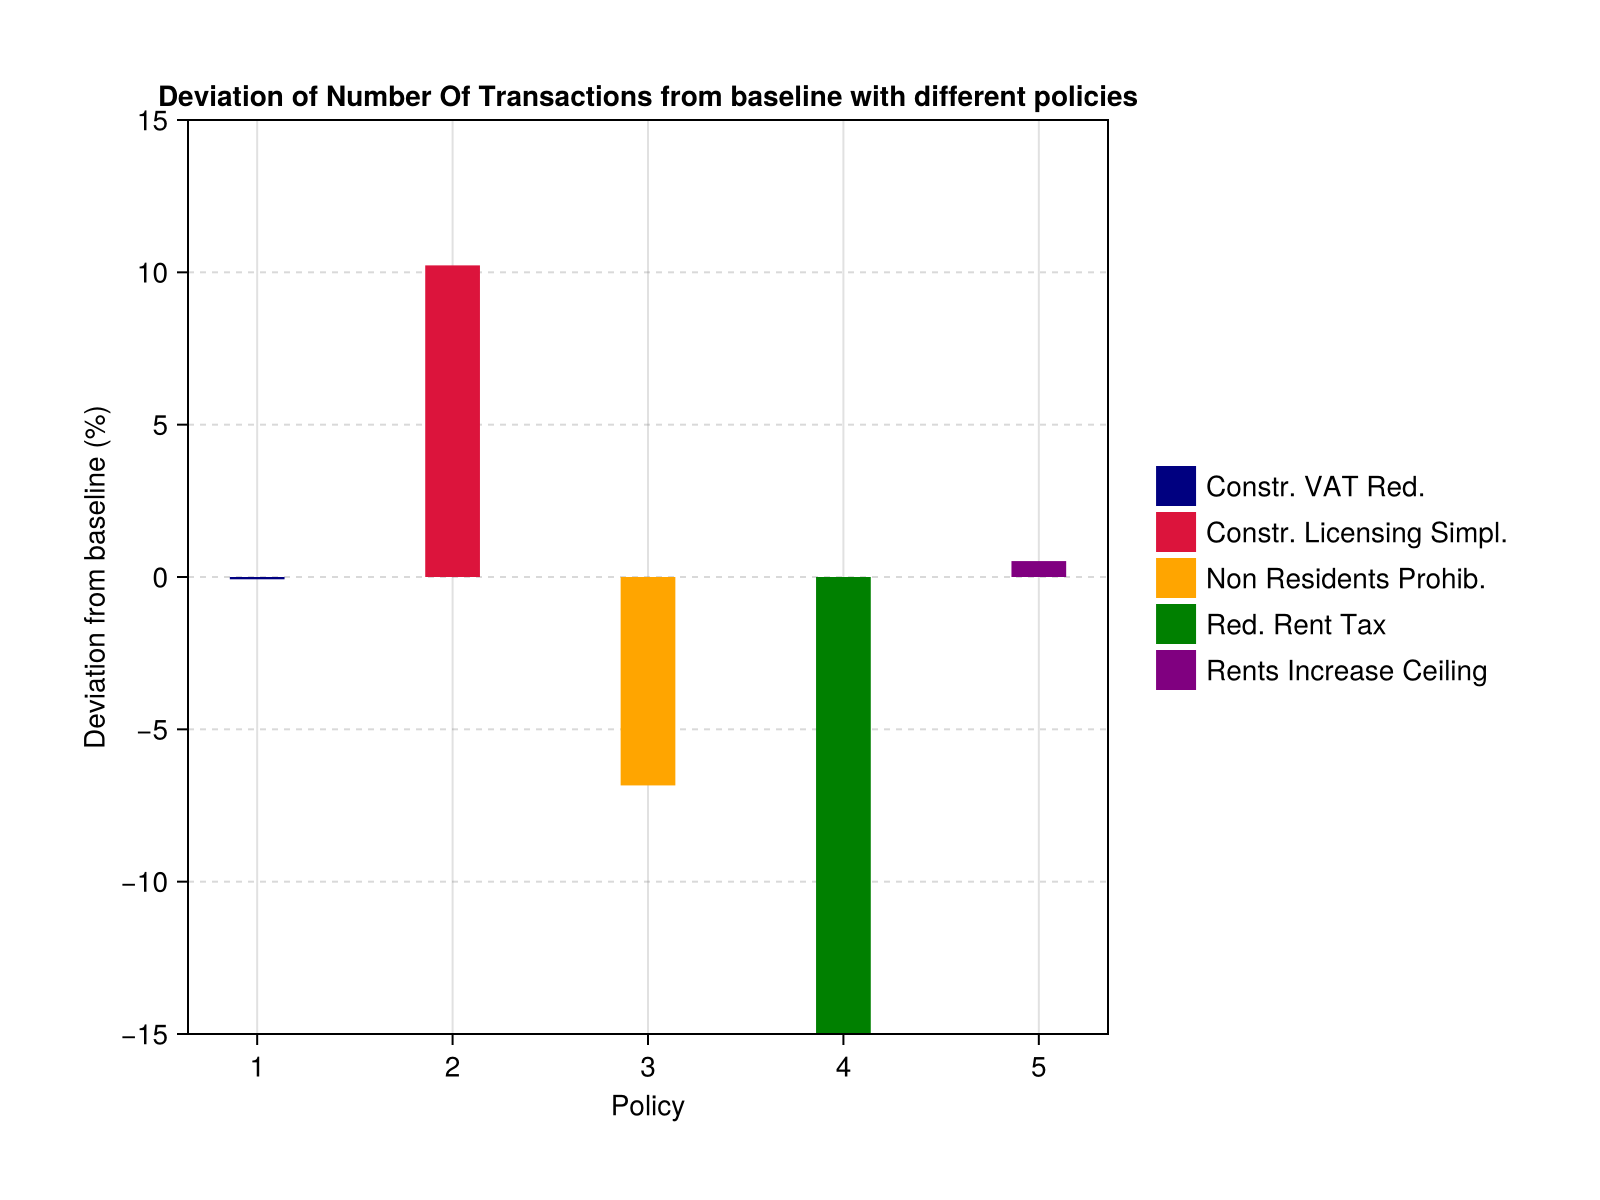 Deviation of Number Of Transactions from baseline with different policies
Deviation from baseline (%)
15
10
5
0
−5
−10
−15
1 2 3 4 5
Policy
Constr. VAT Red.
Constr. Licensing Simpl.
Non Residents Prohib.
Red. Rent Tax
Rents Increase Ceiling